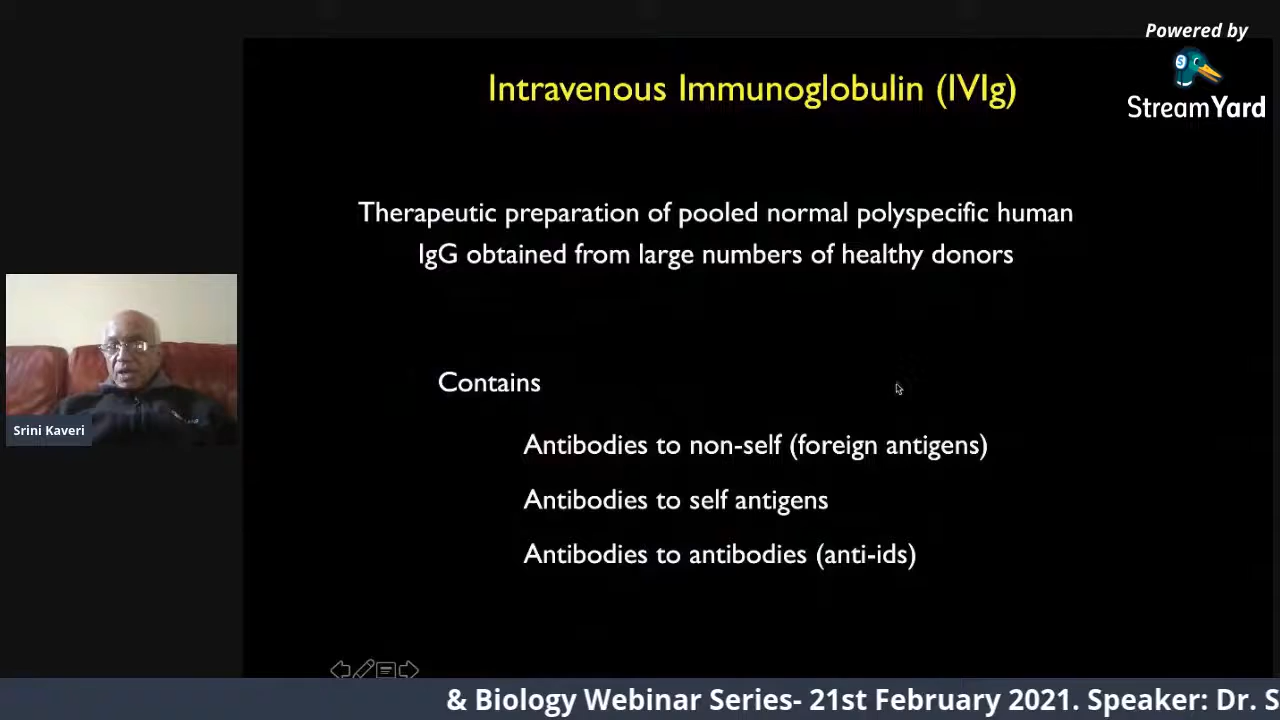 Powered by
StreamYard
Intravenous Immunoglobulin (IVIg)
Therapeutic preparation of pooled normal polyspecific human
IgG obtained from large numbers of healthy donors
Contains
Antibodies to non-self (foreign antigens)
Antibodies to self antigens
Antibodies to antibodies (anti-ids)
Srini Kaveri
& Biology Webinar Series- 21st February 2021. Speaker: Dr. S